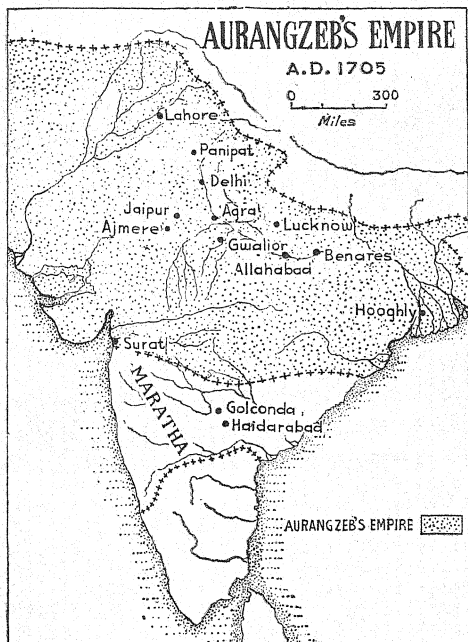 AURANGZEB'S EMPIRE
A.D. 1705
0 300
Miles
Lahore
Panipat
Delhi
Jaipur
Agra
Ajmere
Lucknow
Gwalior
Allahabad
Benares
Hooghly
Surat
MARATHA
Golconda
Haidarabad
AURANGZEB'S EMPIRE